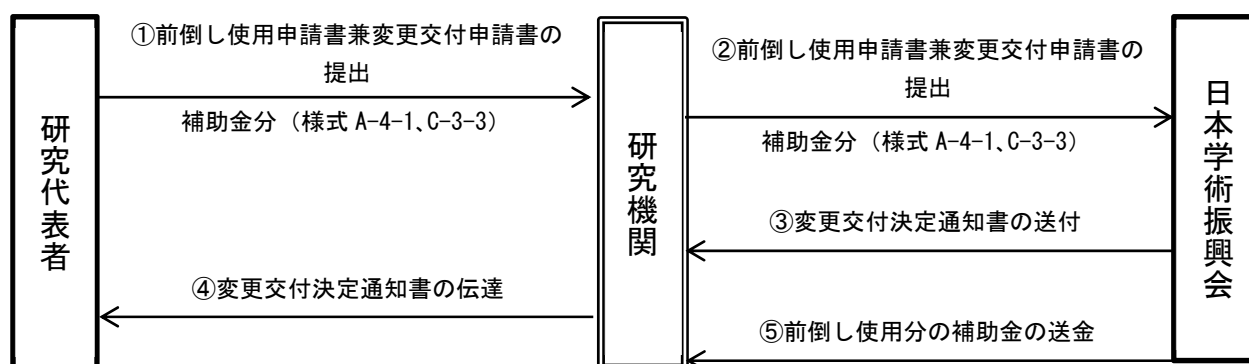 研究代表者
①前倒し使用申請書兼変更交付申請書の
提出
補助金分（様式 A-4-1、C-3-3）
④変更交付決定通知書の伝達
研究機関
②前倒し使用申請書兼変更交付申請書の
提出
補助金分（様式 A-4-1、C-3-3）
③変更交付決定通知書の送付
⑤前倒し使用分の補助金の送金
日本学術振興会